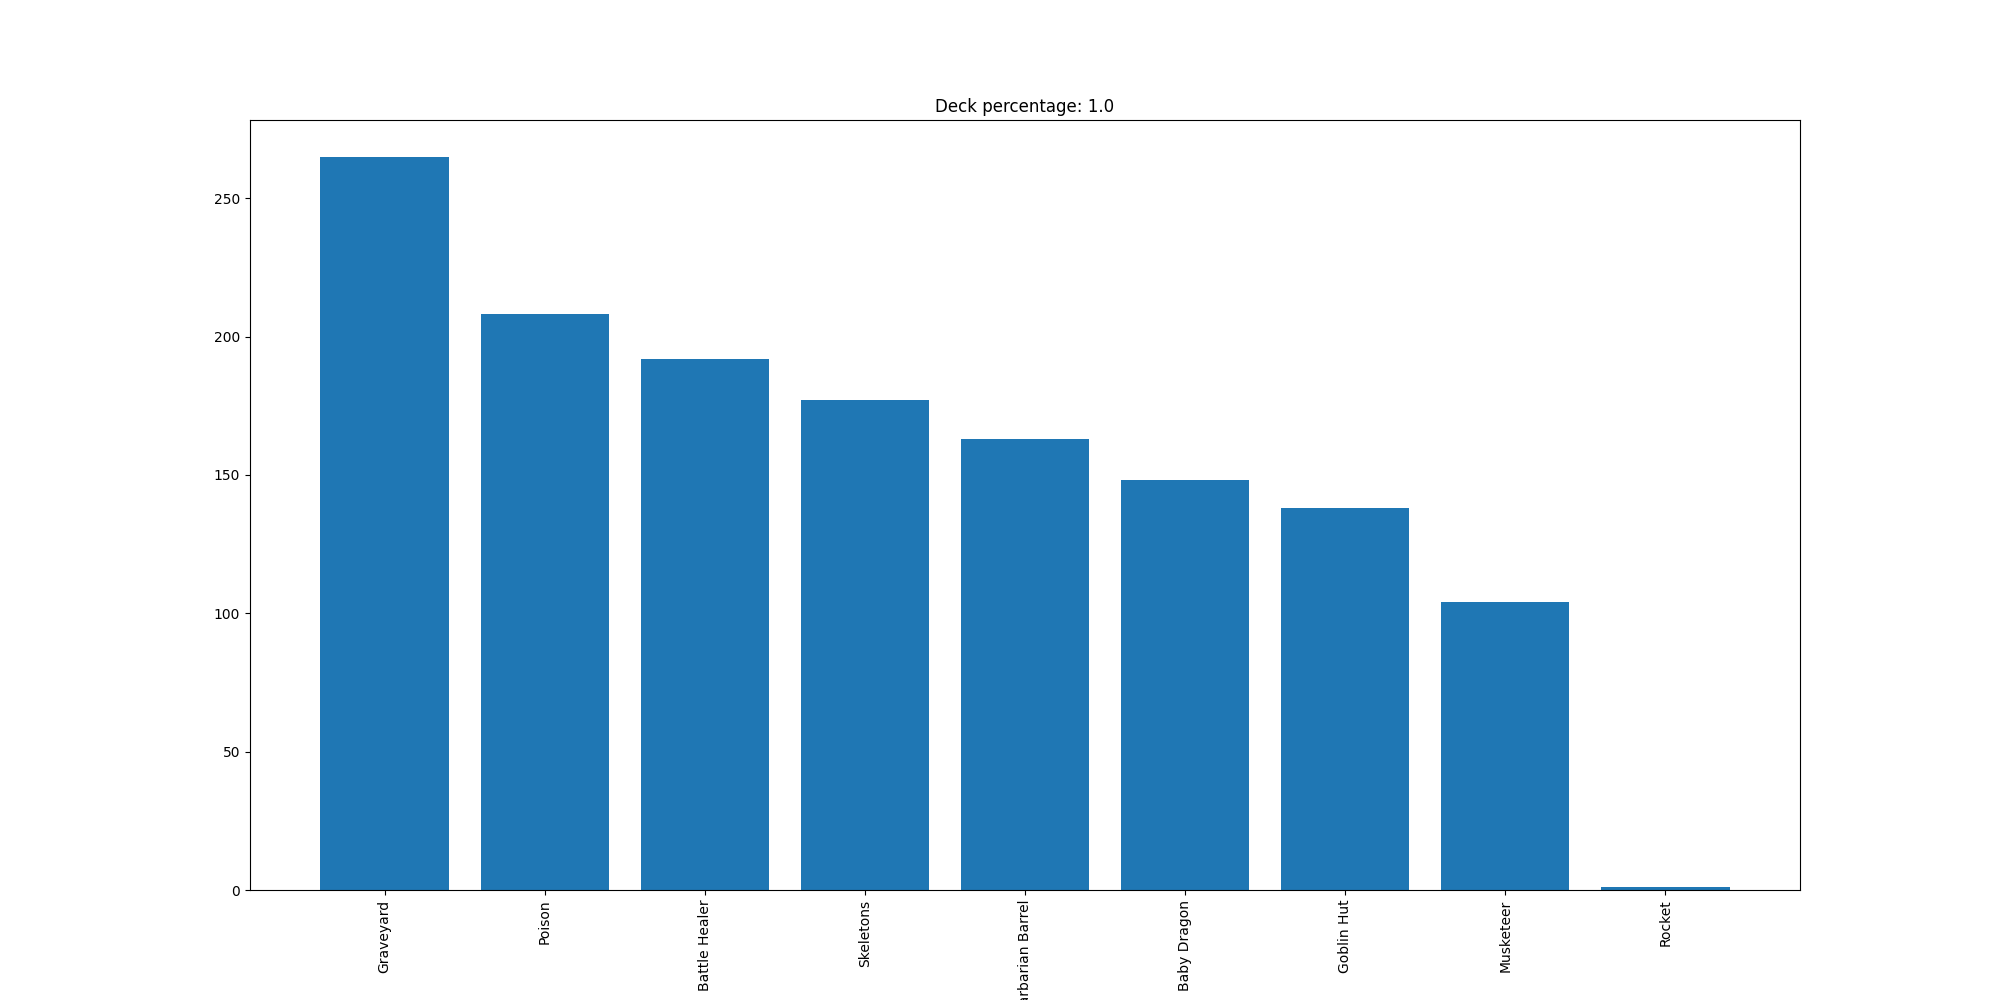 Deck percentage: 1.0
250
200
150
100
50
0
Graveyard
Poison
Battle Healer
Skeletons
arbarian Barrel
Baby Dragon
Goblin Hut
Musketeer
Rocket